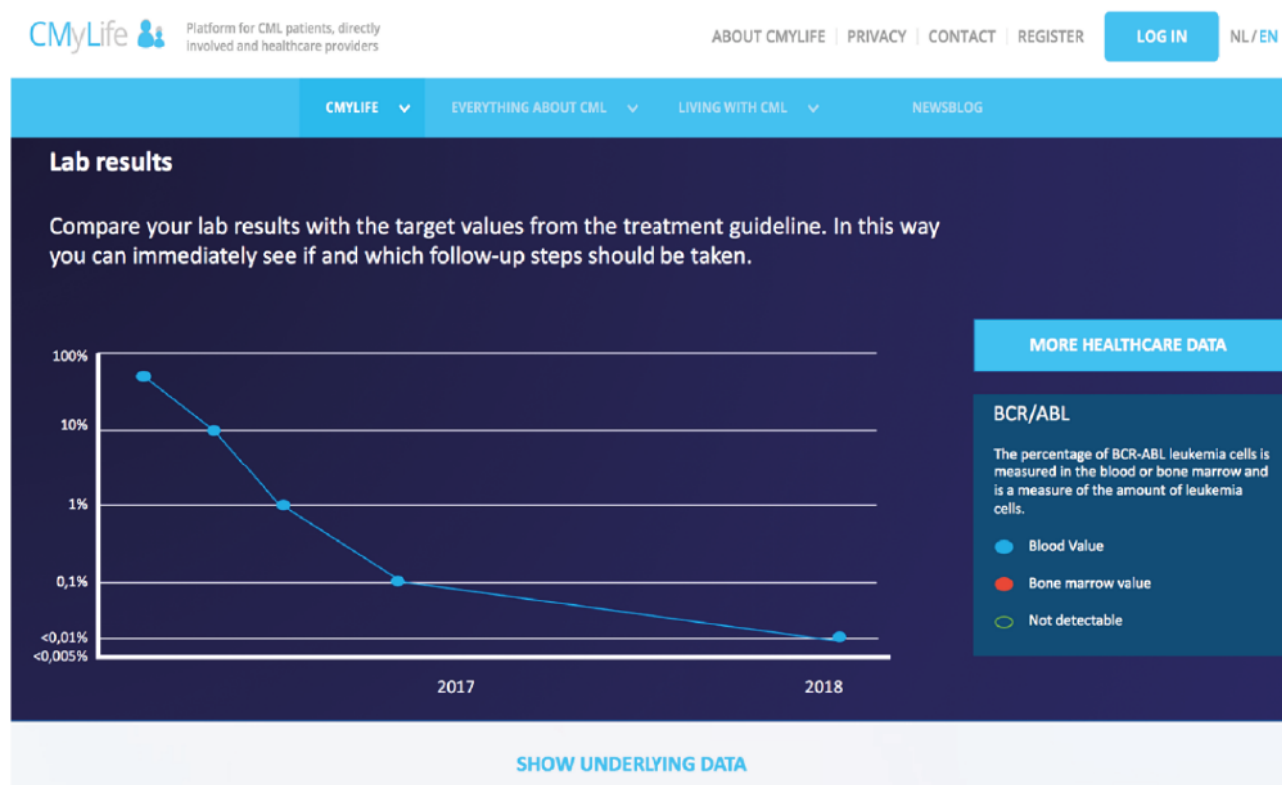 CMyLife
Platform for CML patients, directly
involved and healthcare providers
ABOUT CMYLIFE | PRIVACY | CONTACT | REGISTER
LOG IN
NL/EN
CMYLIFE
EVERYTHING ABOUT CML
LIVING WITH CML
NEWSBLOG
Lab results
Compare your lab results with the target values from the treatment guideline. In this way
you can immediately see if and which follow-up steps should be taken.
100%
10%
1%
0,1%
<0,01%
<0,005%
2017
2018
MORE HEALTHCARE DATA
BCR/ABL
The percentage of BCR-ABL leukemia cells is
measured in the blood or bone marrow and
is a measure of the amount of leukemia
cells.
Blood Value
Bone marrow value
Not detectable
SHOW UNDERLYING DATA